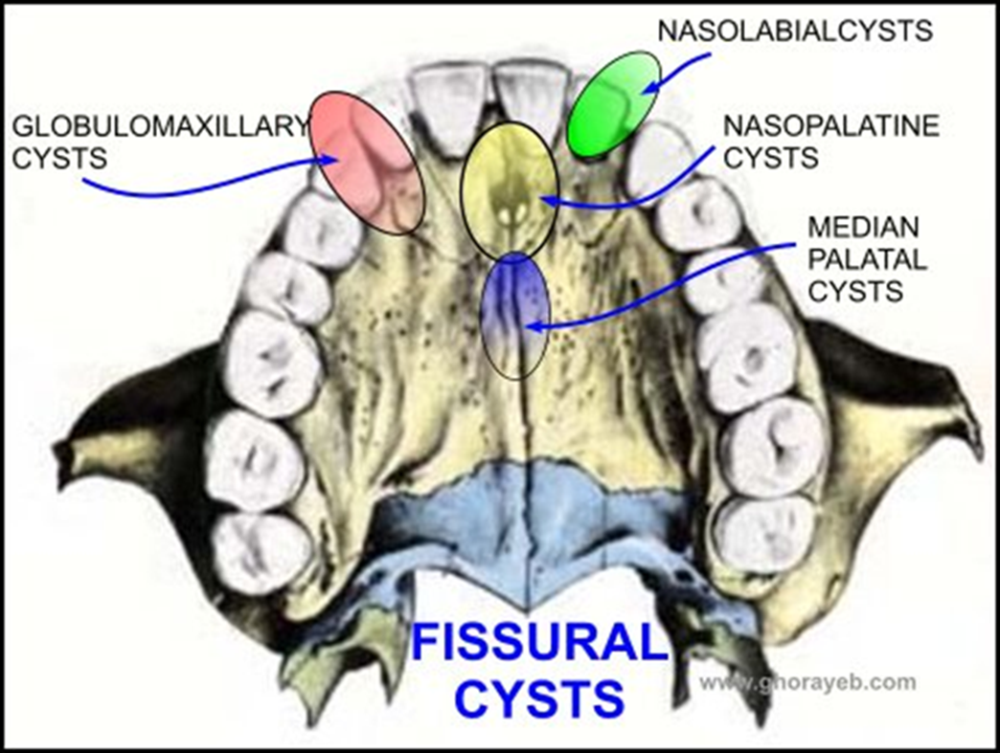 NASOLABIALCYSTS
GLOBULOMAXILLARY
CYSTS
NASOPALATINE
CYSTS
MEDIAN
PALATAL
CYSTS
FISSURAL
CYSTS
www.ghorayeb.com